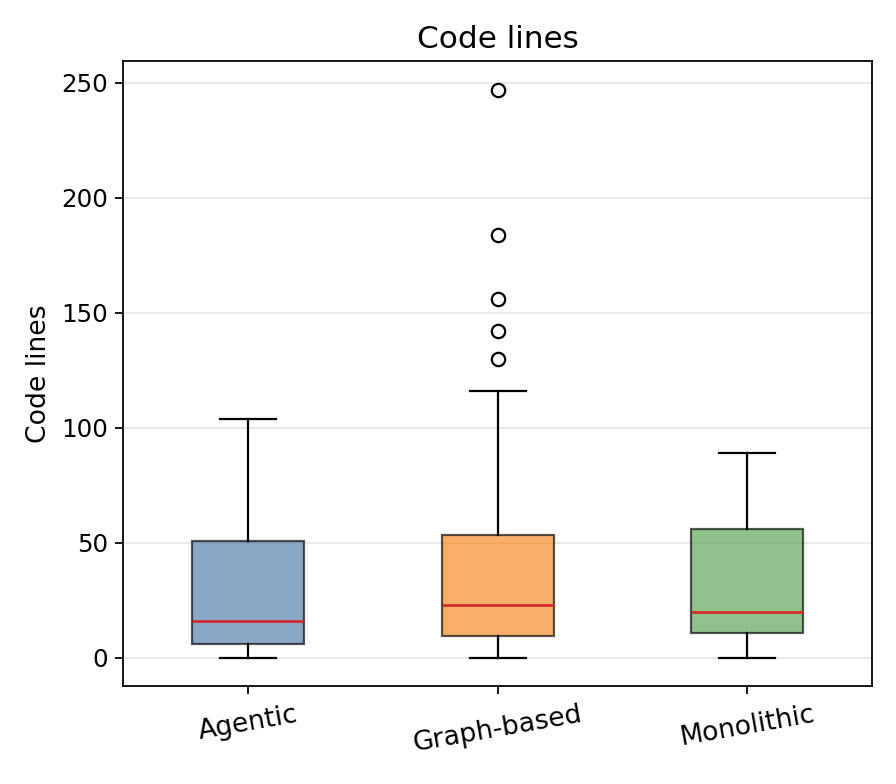 Code lines
Code lines
250
200
150
100
50
0
Agentic
Graph-based
Monolithic